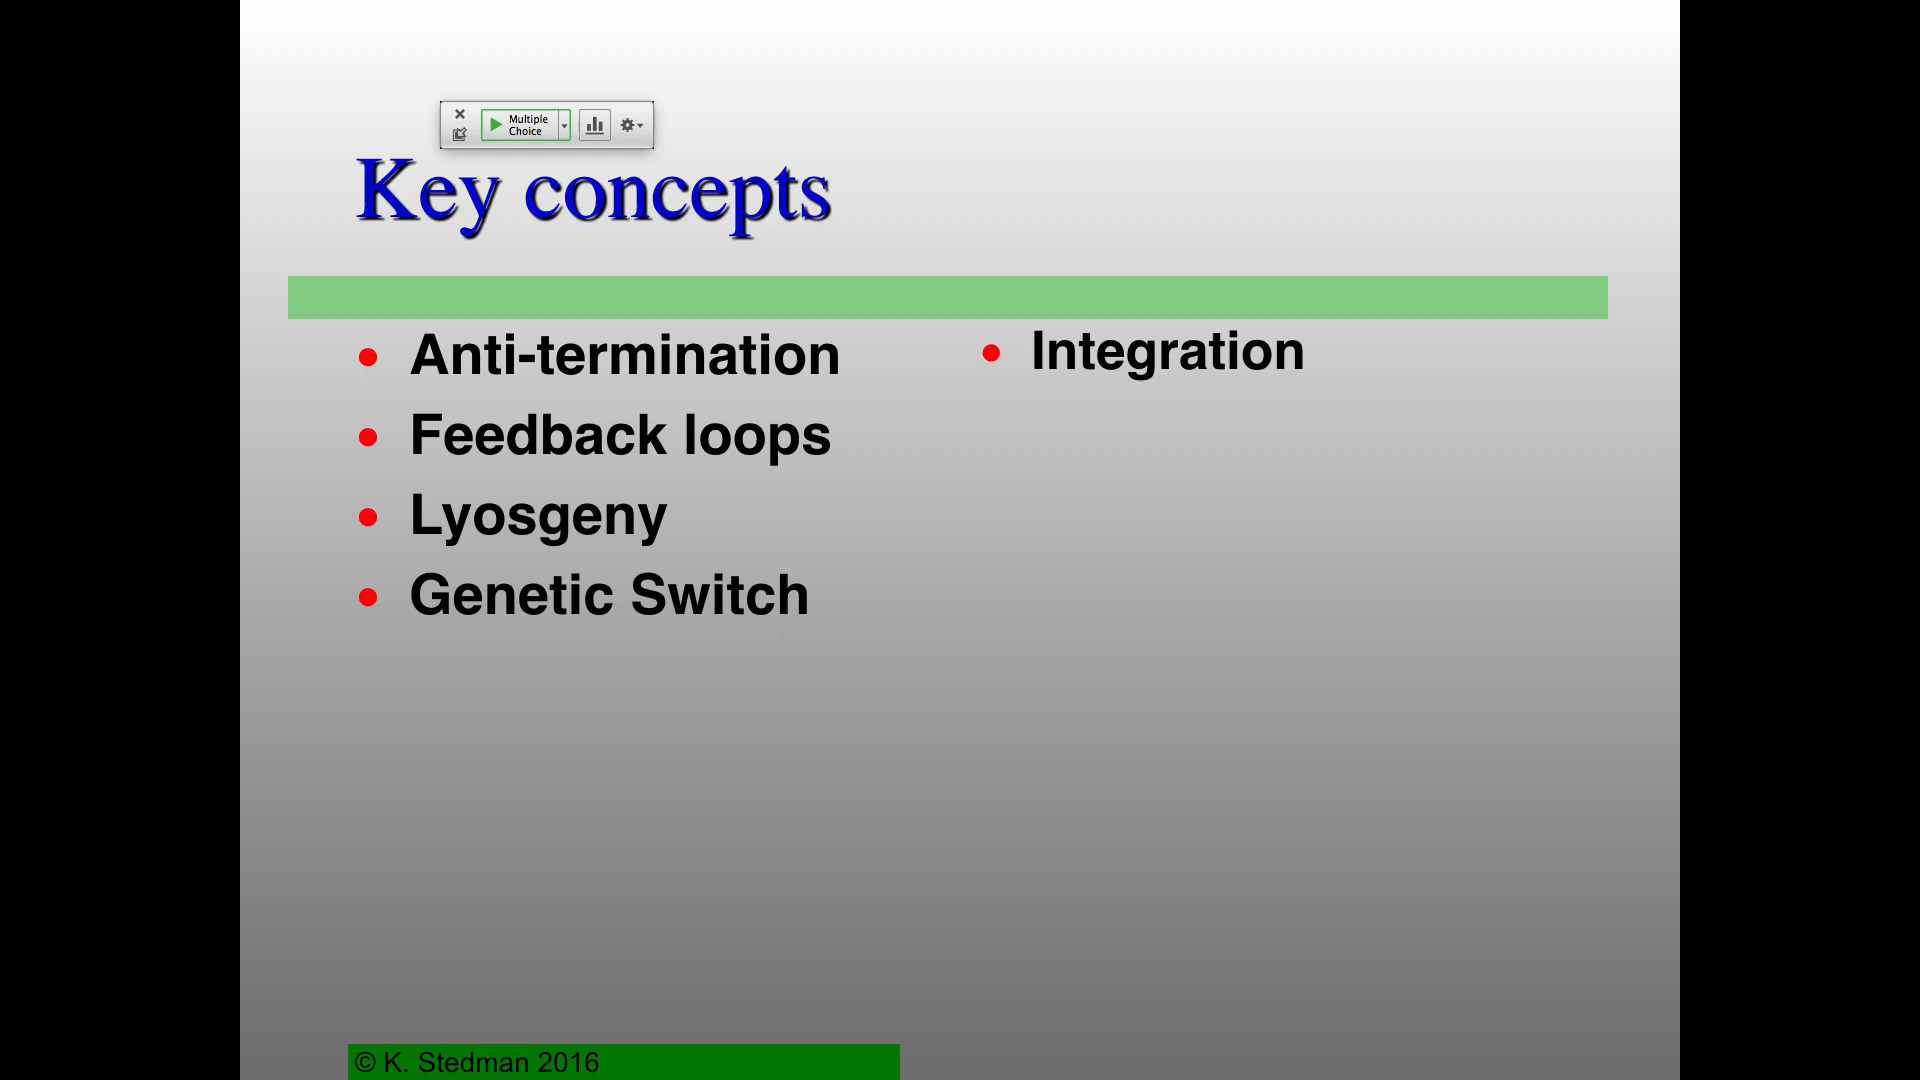 Multiple
Choice
Key concepts
Anti-termination
Feedback loops
Lyosgeny
Genetic Switch
Integration
© K. Stedman 2016